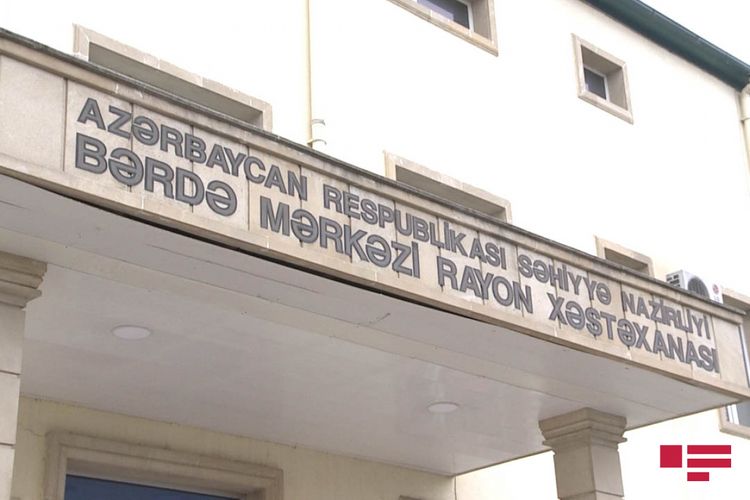 AZƏRBAYCAN RESPUBLİKASI SƏHİYYƏ NAZİRLİYİ
BƏRDƏ MƏRKƏZİ RAYON XƏSTƏXANASI